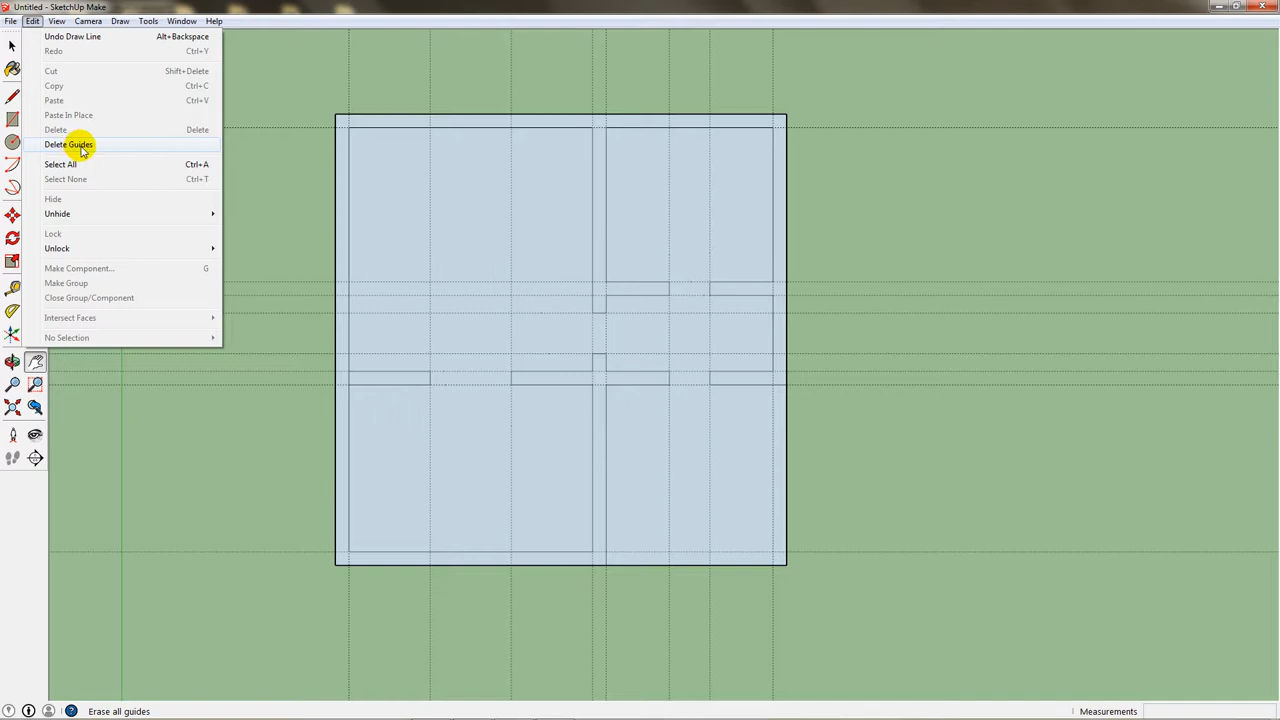 Untitled - SketchUp Make
File Edit View Camera Draw Tools Window Help
Undo Draw Line Alt+Backspace
Redo Ctrl+Y
Cut Shift+Delete
Copy Ctrl+C
Paste Ctrl+V
Paste In Place
Delete Delete
Delete Guides
Select All Ctrl+A
Select None Ctrl+T
Hide
Unhide
Lock
Unlock
Make Component... G
Make Group
Close Group/Component
Intersect Faces
No Selection
Erase all guides
Measurements